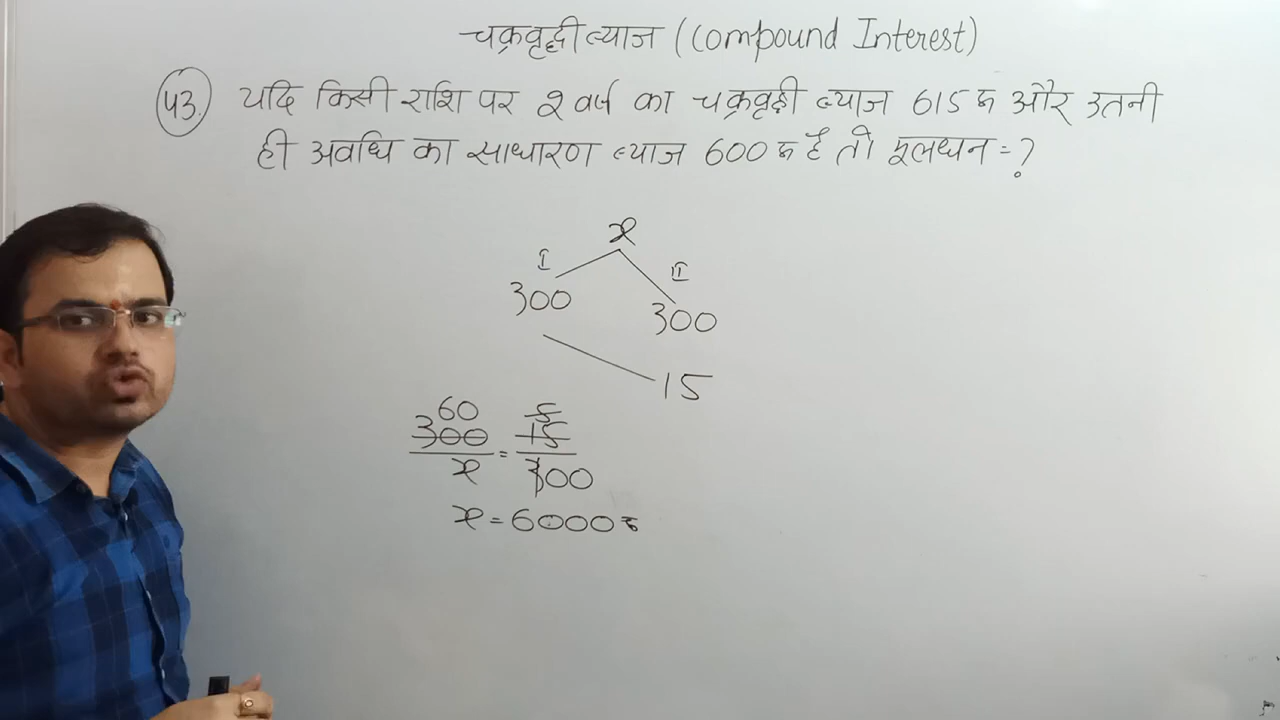 चक्रवृद्धी ब्याज (Compound Interest)
43. यदि किसी राशि पर 2 वर्ष का चक्रवृद्धी ब्याज 615 रु और उतनी
ही अवधि का साधारण ब्याज 600 रु है तो मूलधन = ?
x
I
II
300
300
15
60 5
300 = 15
x 300
x = 6000 रु